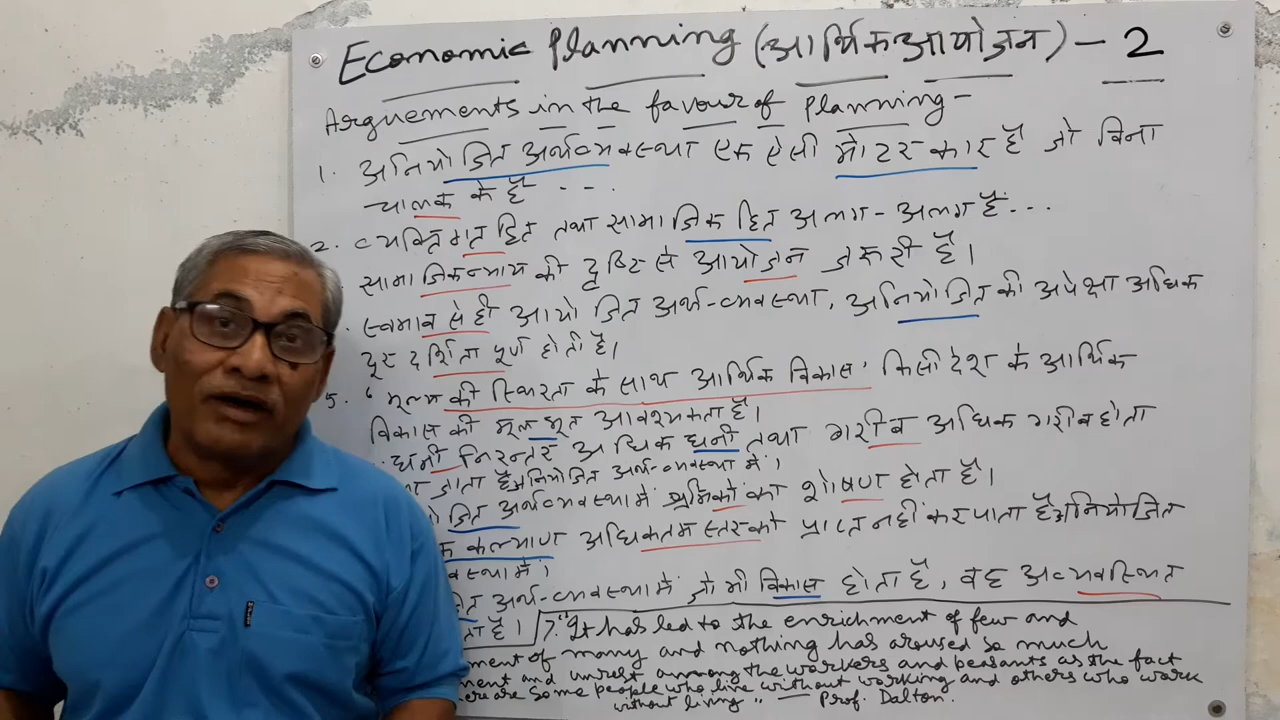 Economic Planning (आर्थिक आयोजन) – 2
Arguements in the favour of planning –
1. अनियोजित अर्थव्यवस्था एक ऐसी मोटरकार है जो बिना
चालक के है ...
2. व्यक्तिगत हित तथा सामाजिक हित अलग-अलग है...
सामाजिक न्याय की दृष्टि से आयोजन जरूरी है।
स्वभाव से ही आयोजित अर्थ-व्यवस्था, अनियोजित की अपेक्षा अधिक
दूरदर्शिता पूर्ण होती है।
5. 'मूल्य की स्थिरता के साथ आर्थिक विकास' किसी देश के आर्थिक
विकास की मूलभूत आवश्यकता है।
धनी निरन्तर अधिक धनी तथा गरीब अधिक गरीब होता
जाता है अनियोजित अर्थ-व्यवस्था में।
जित अर्थव्यवस्था में श्रमिकों का शोषण होता है।
कल्याण अधिकतम स्तर को प्राप्त नहीं कर पाता है अनियोजित
वस्था में।
अर्थ-व्यवस्था में जो भी विकास होता है, वह अव्यवस्थित
ता है। 7. "It has led to the enrichment of few and
ment of many and nothing has aroused so much
ment and unrest among the workers and peasants as the fact
here are some people who live without working and others who work
without living" — Prof. Dalton.